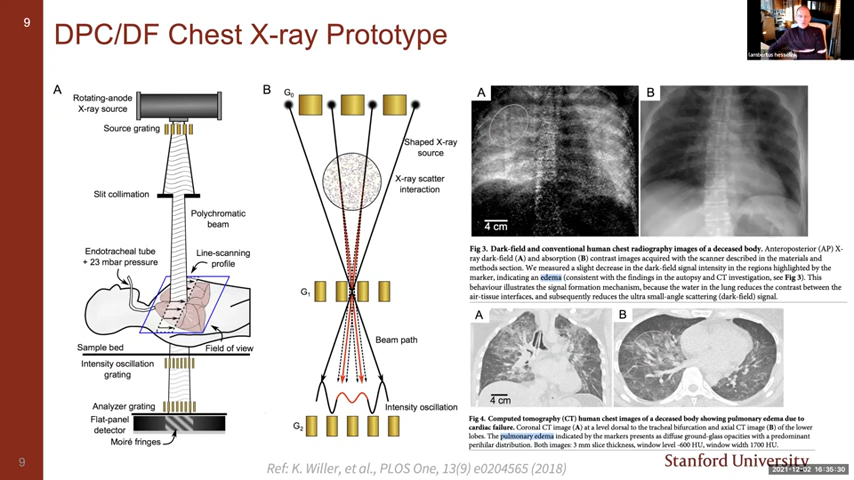 9
DPC/DF Chest X-ray Prototype
lambertus hesselink
A
Rotating-anode
X-ray source
Source grating
Slit collimation
Polychromatic
beam
Endotracheal tube
+ 23 mbar pressure
Line-scanning
profile
Sample bed
Field of view
Intensity oscillation
grating
Analyzer grating
Flat-panel
detector
Moiré fringes
B
G0
Shaped X-ray
source
X-ray scatter
interaction
G1
Beam path
Intensity oscillation
G2
A
B
4 cm
Fig 3. Dark-field and conventional human chest radiography images of a deceased body. Anteroposterior (AP) X-
ray dark-field (A) and absorption (B) contrast images acquired with the scanner described in the materials and
methods section. We measured a slight decrease in the dark-field signal intensity in the regions highlighted by the
marker, indicating an edema (consistent with the findings in the autopsy and CT investigation, see Fig 3). This
behaviour illustrates the signal formation mechanism, because the water in the lung reduces the contrast between the
air-tissue interfaces, and subsequently reduces the ultra small-angle scattering (dark-field) signal.
A
B
4 cm
Fig 4. Computed tomography (CT) human chest images of a deceased body showing pulmonary edema due to
cardiac failure. Coronal CT image (A) at a level dorsal to the tracheal bifurcation and axial CT image (B) of the lower
lobes. The pulmonary edema indicated by the markers presents as diffuse ground-glass opacities with a predominant
perihilar distribution. Both images: 3 mm slice thickness, window level -600 HU, window width 1700 HU.
9
Ref: K. Willer, et al., PLOS One, 13(9) e0204565 (2018)
Stanford University
2021-12-02 16:35:30